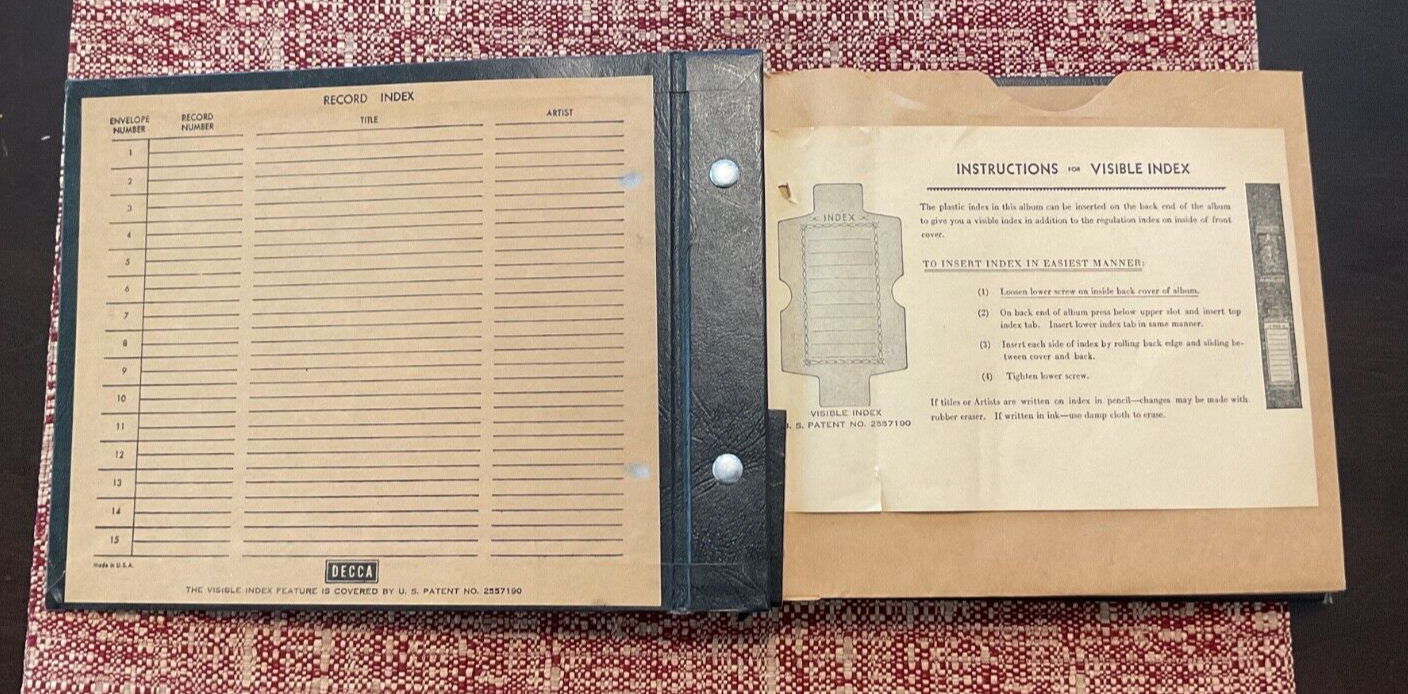 RECORD INDEX
ENVELOPE NUMBER RECORD NUMBER TITLE ARTIST
1
2
3
4
5
6
7
8
9
10
11
12
13
14
15
Made in U.S.A.
DECCA
THE VISIBLE INDEX FEATURE IS COVERED BY U. S. PATENT NO. 2557190
INDEX
VISIBLE INDEX
. S. PATENT NO. 2557190
INSTRUCTIONS FOR VISIBLE INDEX
The plastic index in this album can be inserted on the back end of the album
to give you a visible index in addition to the regulation index on inside of front
cover.
TO INSERT INDEX IN EASIEST MANNER:
(1) Loosen lower screw on inside back cover of album.
(2) On back end of album press below upper slot and insert top
index tab. Insert lower index tab in same manner.
(3) Insert each side of index by rolling back edge and sliding be-
tween cover and back.
(4) Tighten lower screw.
If titles or Artists are written on index in pencil—changes may be made with
rubber eraser. If written in ink—use damp cloth to erase.